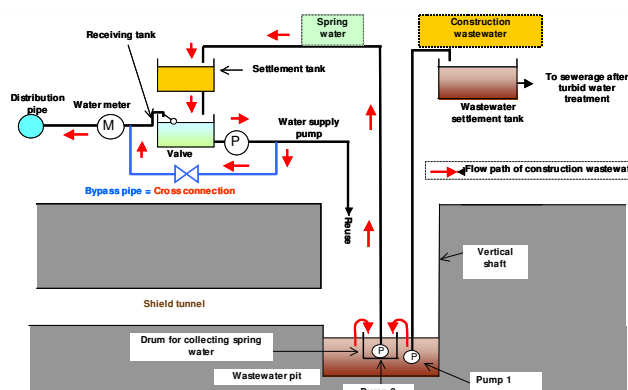 Spring
water
Construction
wastewater
Receiving tank
Settlement tank
To sewerage after
turbid water
treatment
Wastewater
settlement tank
Distribution
pipe
Water meter
M
P
Water supply
pump
Valve
Bypass pipe = Cross connection
Flow path of construction wastewat
Reuse
Vertical
shaft
Shield tunnel
Drum for collecting spring
water
P
P
Wastewater pit
Pump 1